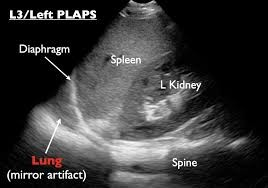 L3/Left PLAPS
Diaphragm
Spleen
L Kidney
Lung
(mirror artifact)
Spine